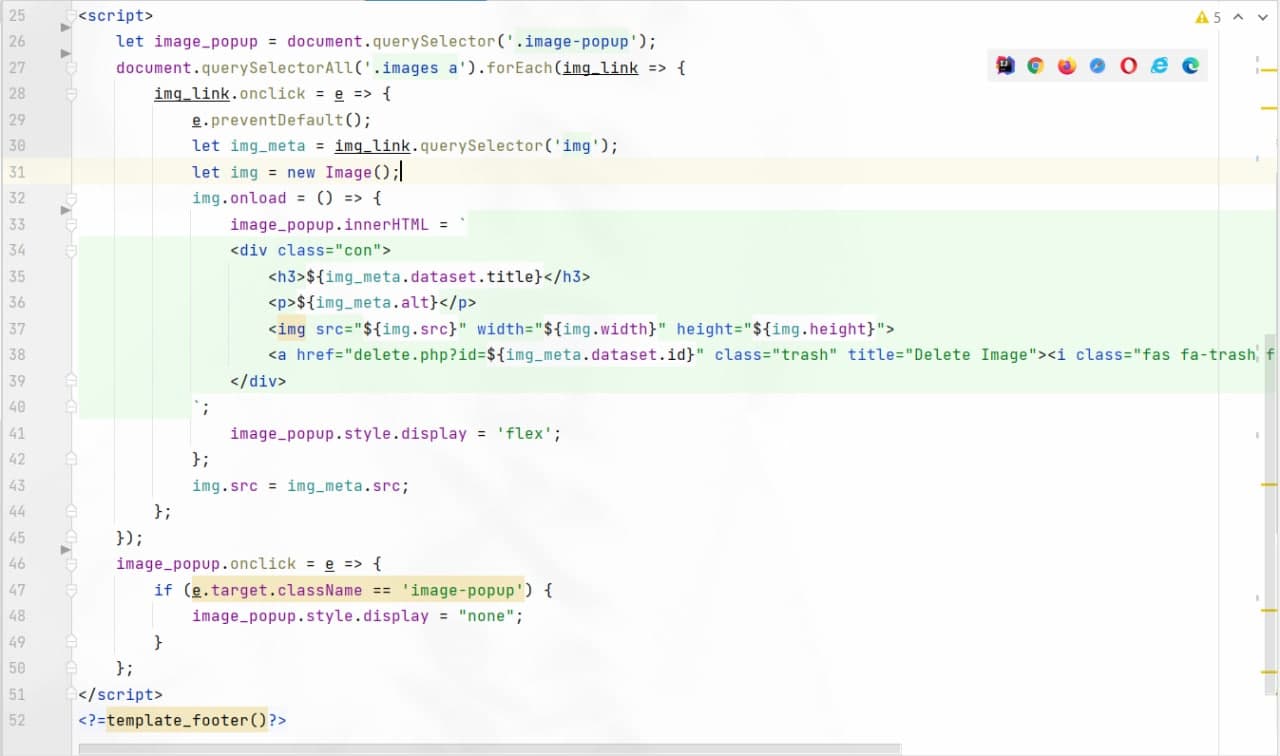 5
25 <script>
26 let image_popup = document.querySelector('.image-popup');
27 document.querySelectorAll('.images a').forEach(img_link => {
28 img_link.onclick = e => {
29 e.preventDefault();
30 let img_meta = img_link.querySelector('img');
31 let img = new Image();
32 img.onload = () => {
33 image_popup.innerHTML = `
34 <div class="con">
35 <h3>${img_meta.dataset.title}</h3>
36 <p>${img_meta.alt}</p>
37 <img src="${img.src}" width="${img.width}" height="${img.height}">
38 <a href="delete.php?id=${img_meta.dataset.id}" class="trash" title="Delete Image"><i class="fas fa-trash f
39 </div>
40 `;
41 image_popup.style.display = 'flex';
42 };
43 img.src = img_meta.src;
44 };
45 });
46 image_popup.onclick = e => {
47 if (e.target.className == 'image-popup') {
48 image_popup.style.display = "none";
49 }
50 };
51 </script>
52 <?=template_footer()?>